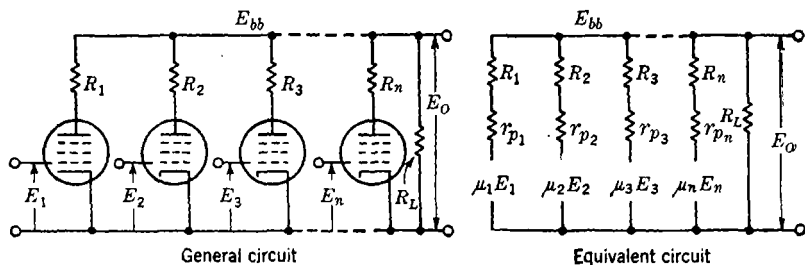 E_bb E_bb
R_1 R_2 R_3 R_n E_O R_1 R_2 R_3 R_n
r_p1 r_p2 r_p3 r_pn R_L E_O
E_1 E_2 E_3 E_n R_L μ_1E_1 μ_2E_2 μ_3E_3 μ_nE_n
General circuit Equivalent circuit